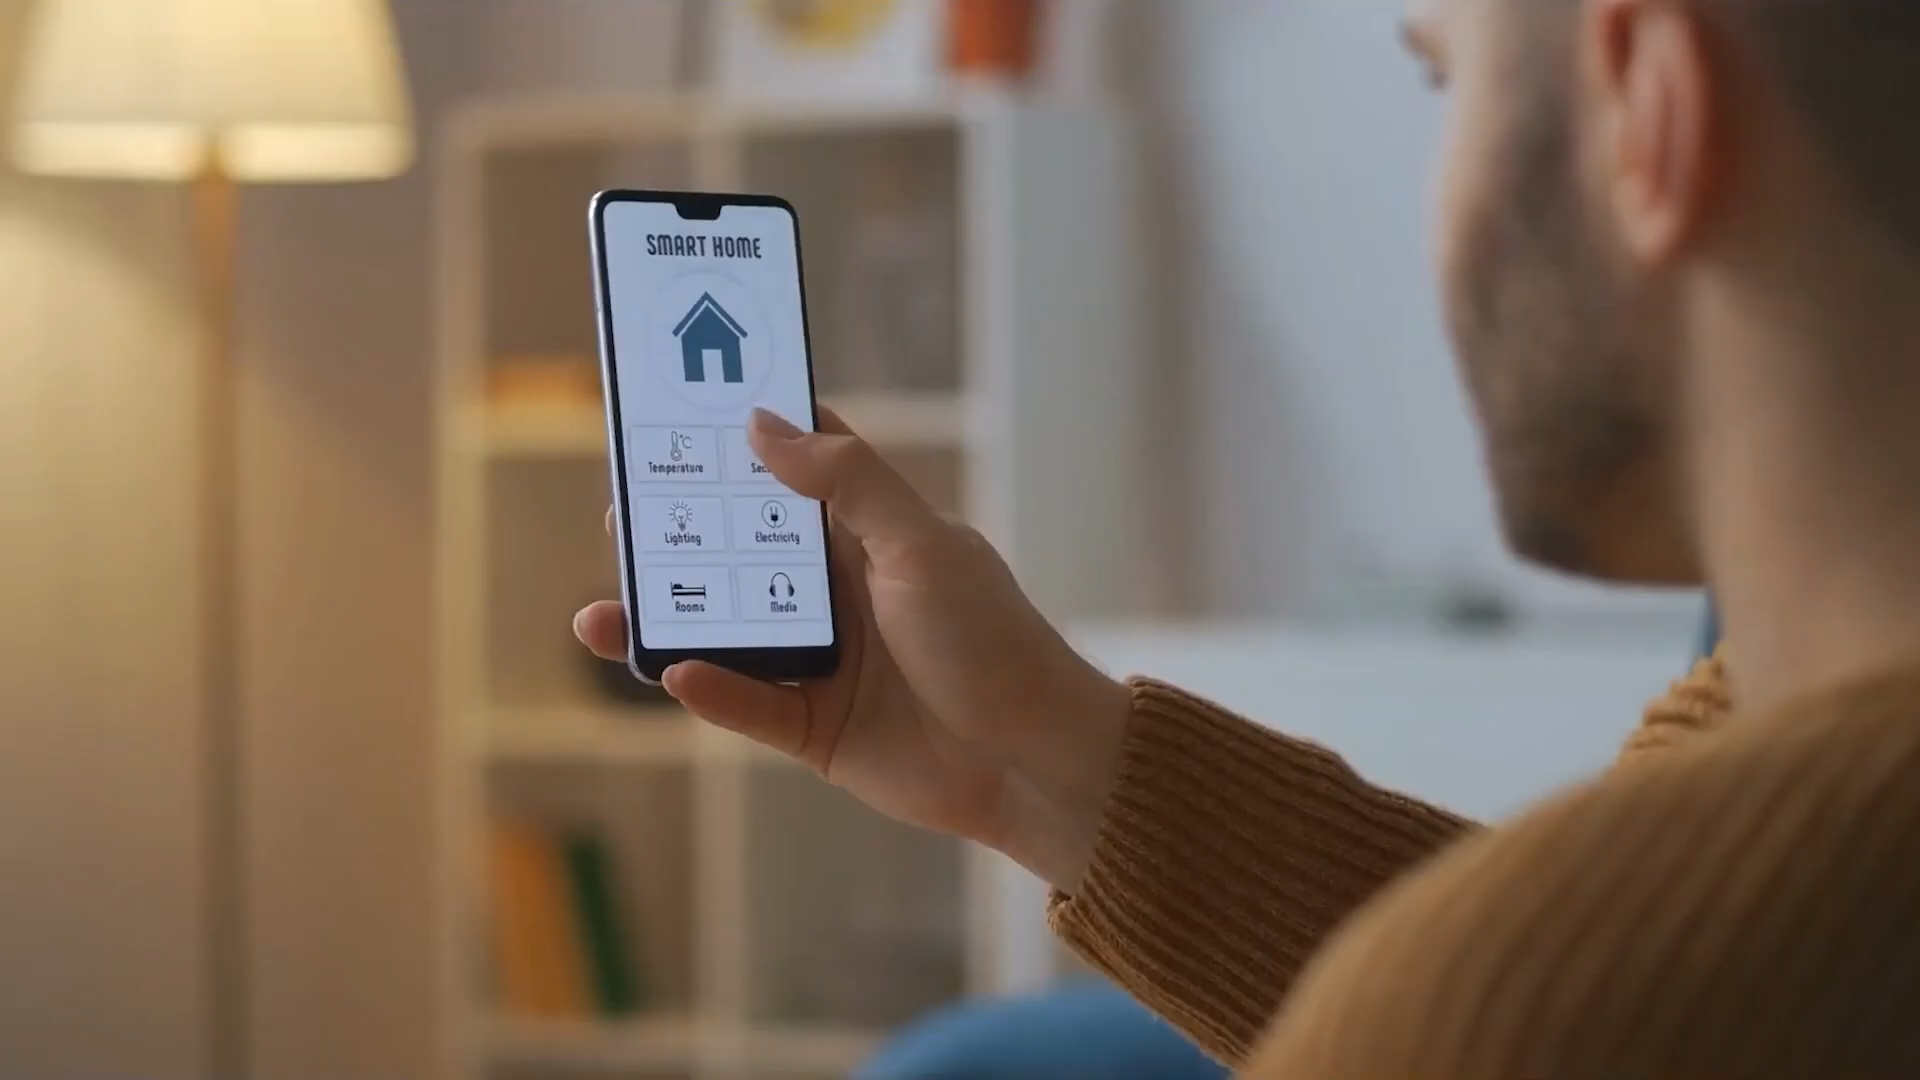 SMART HOME
°C
Temperature
Lighting
Electricity
Rooms
Media